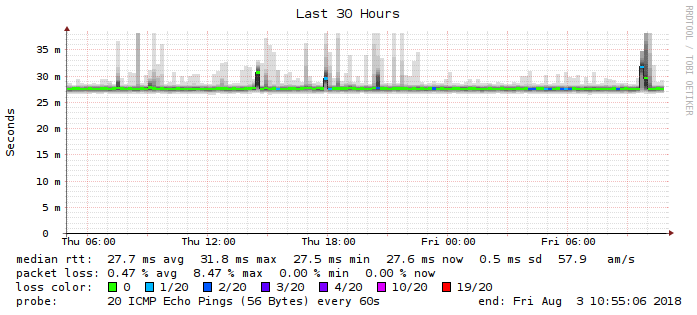 Last 30 Hours
RRDTOOL / TOBI OETIKER
Seconds
35 m
30 m
25 m
20 m
15 m
10 m
5 m
0
Thu 06:00 Thu 12:00 Thu 18:00 Fri 00:00 Fri 06:00
median rtt: 27.7 ms avg 31.8 ms max 27.5 ms min 27.6 ms now 0.5 ms sd 57.9 am/s
packet loss: 0.47 % avg 8.47 % max 0.00 % min 0.00 % now
loss color: 0 1/20 2/20 3/20 4/20 10/20 19/20
probe: 20 ICMP Echo Pings (56 Bytes) every 60s end: Fri Aug 3 10:55:06 2018